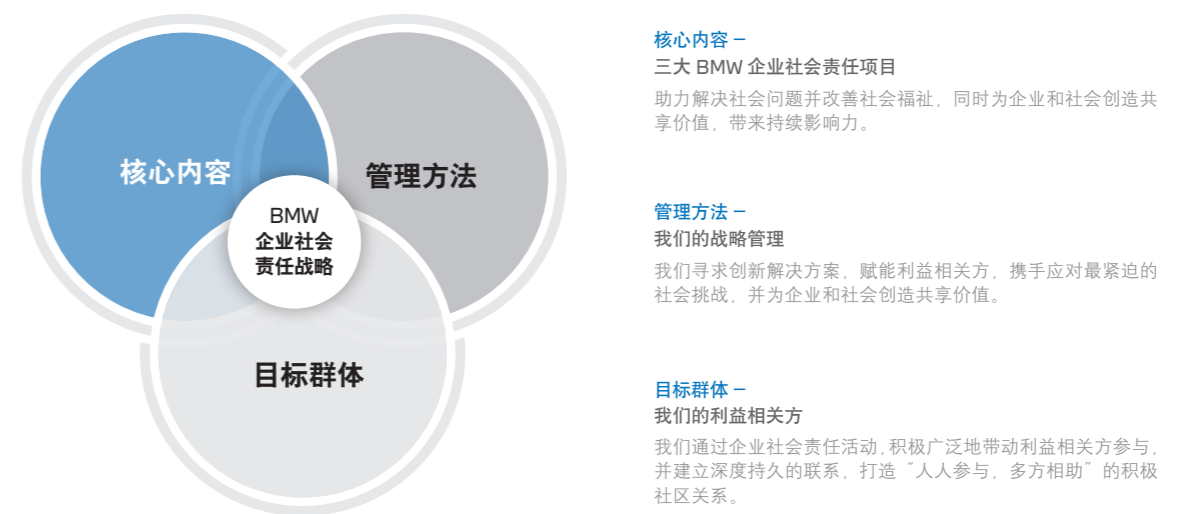 核心内容
管理方法
BMW
企业社会
责任战略
目标群体
核心内容 –
三大 BMW 企业社会责任项目
助力解决社会问题并改善社会福祉，同时为企业和社会创造共
享价值，带来持续影响力。
管理方法 –
我们的战略管理
我们寻求创新解决方案，赋能利益相关方，携手应对最紧迫的
社会挑战，并为企业和社会创造共享价值。
目标群体 –
我们的利益相关方
我们通过企业社会责任活动，积极广泛地带动利益相关方参与，
并建立深度持久的联系，打造“人人参与，多方相助”的积极
社区关系。